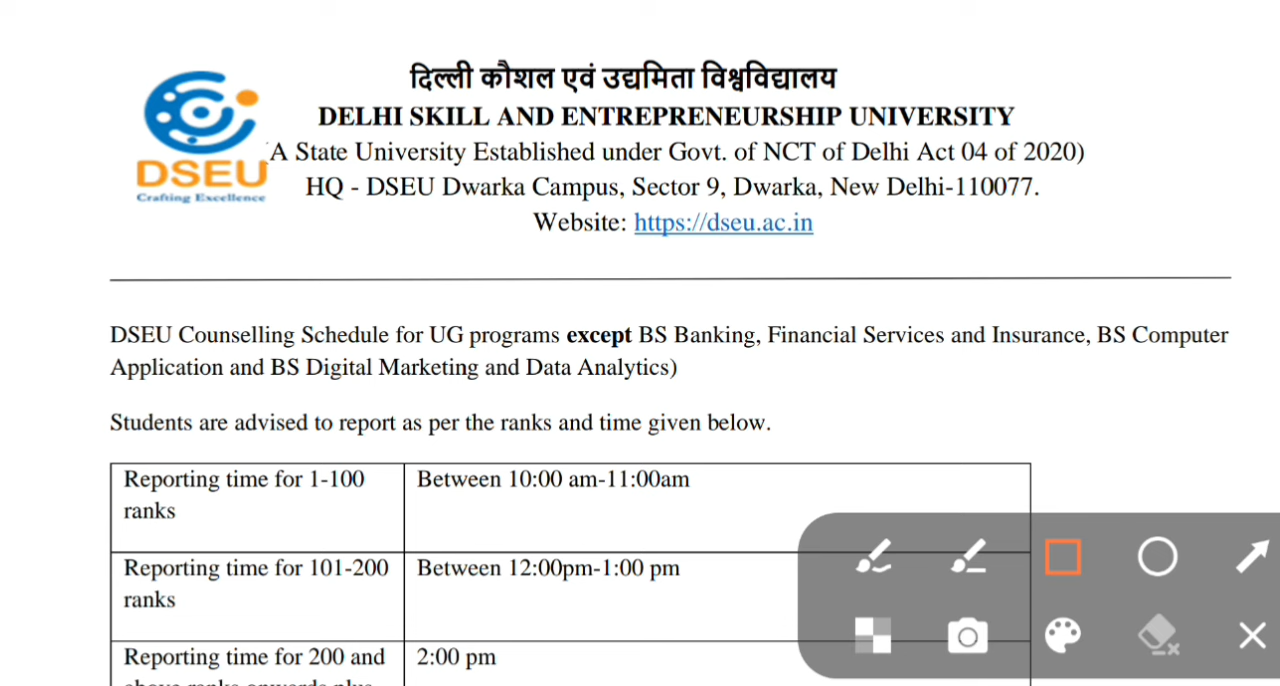 दिल्ली कौशल एवं उद्यमिता विश्वविद्यालय
DELHI SKILL AND ENTREPRENEURSHIP UNIVERSITY
A State University Established under Govt. of NCT of Delhi Act 04 of 2020)
HQ - DSEU Dwarka Campus, Sector 9, Dwarka, New Delhi-110077.
Website: https://dseu.ac.in
DSEU
Crafting Excellence
DSEU Counselling Schedule for UG programs except BS Banking, Financial Services and Insurance, BS Computer
Application and BS Digital Marketing and Data Analytics)
Students are advised to report as per the ranks and time given below.
Reporting time for 1-100 Between 10:00 am-11:00am
ranks
Reporting time for 101-200 Between 12:00pm-1:00 pm
ranks
Reporting time for 200 and 2:00 pm
above ranks onwards plus